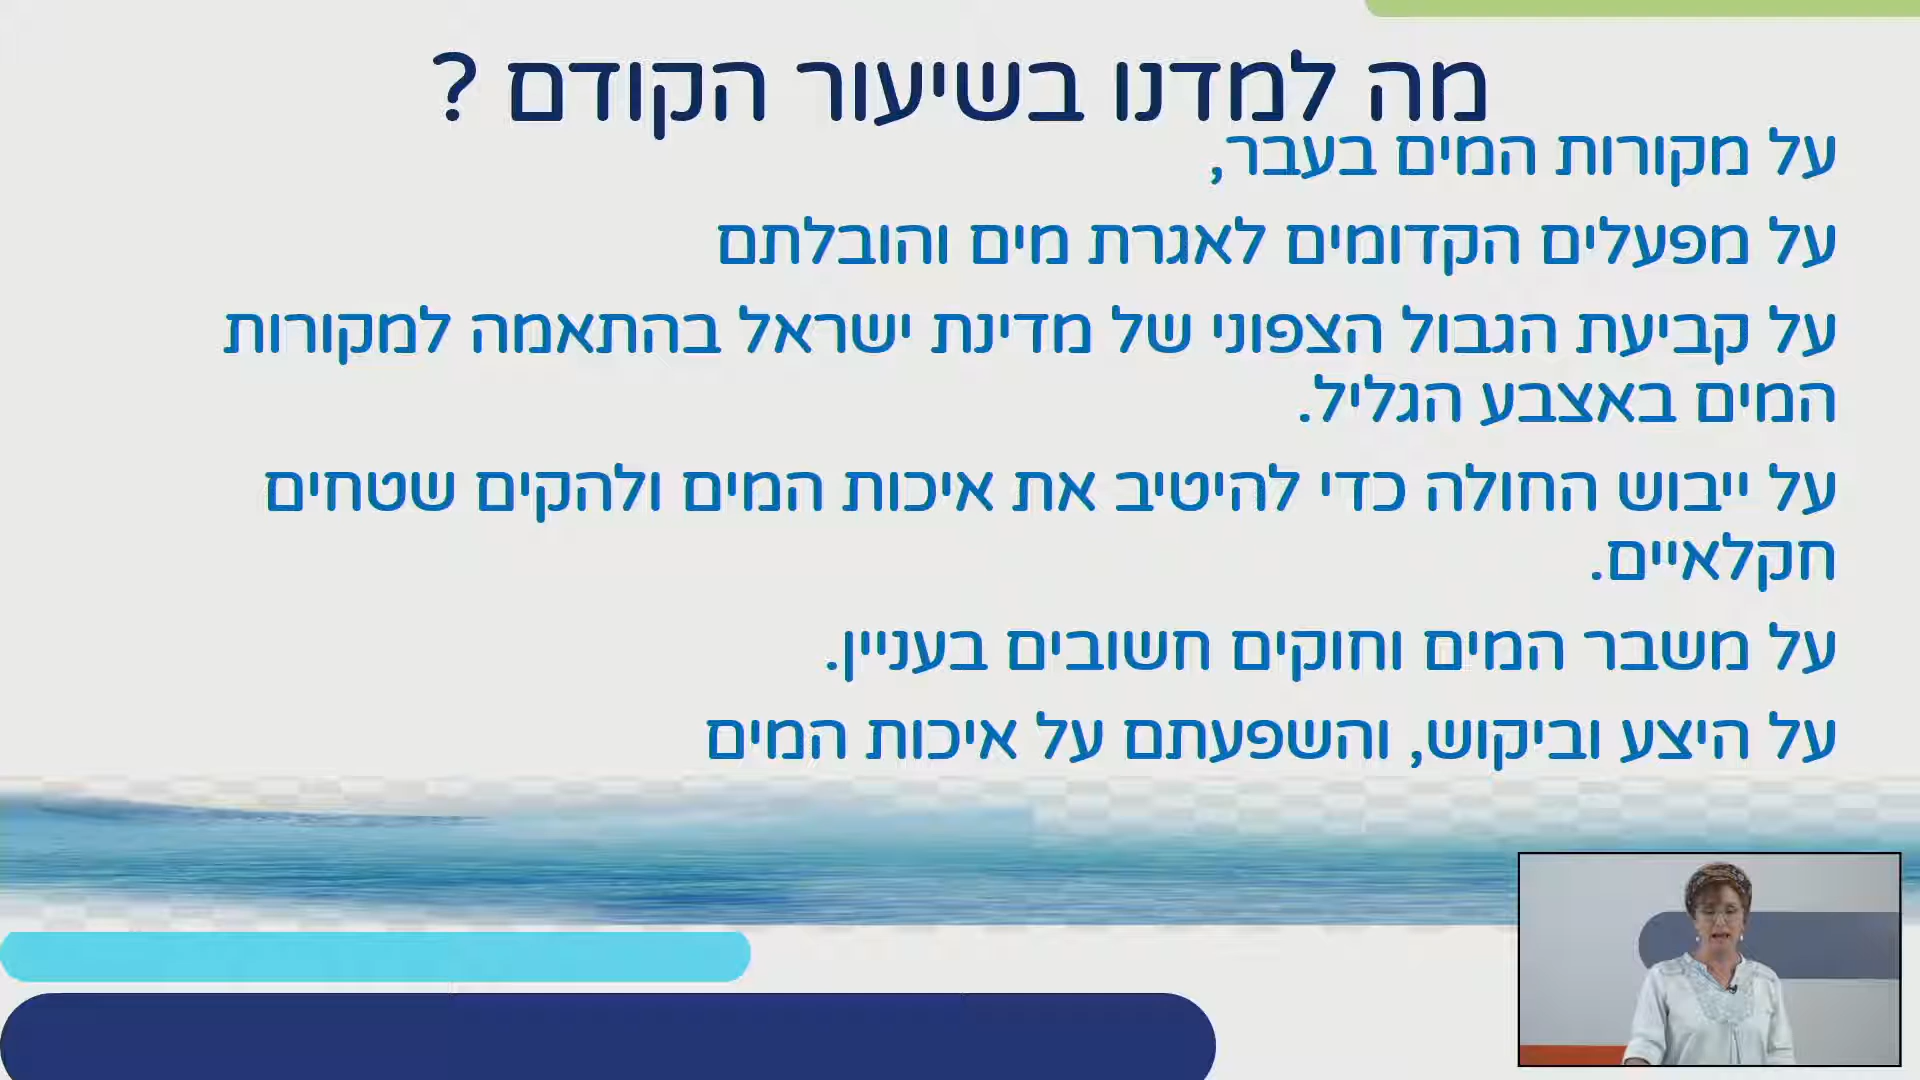 מה למדנו בשיעור הקודם ?
על מקורות המים בעבר,
על מפעלים הקדומים לאגרת מים והובלתם
על קביעת הגבול הצפוני של מדינת ישראל בהתאמה למקורות
המים באצבע הגליל.
על ייבוש החולה כדי להיטיב את איכות המים ולהקים שטחים
חקלאיים.
על משבר המים וחוקים חשובים בעניין.
על היצע וביקוש, והשפעתם על איכות המים